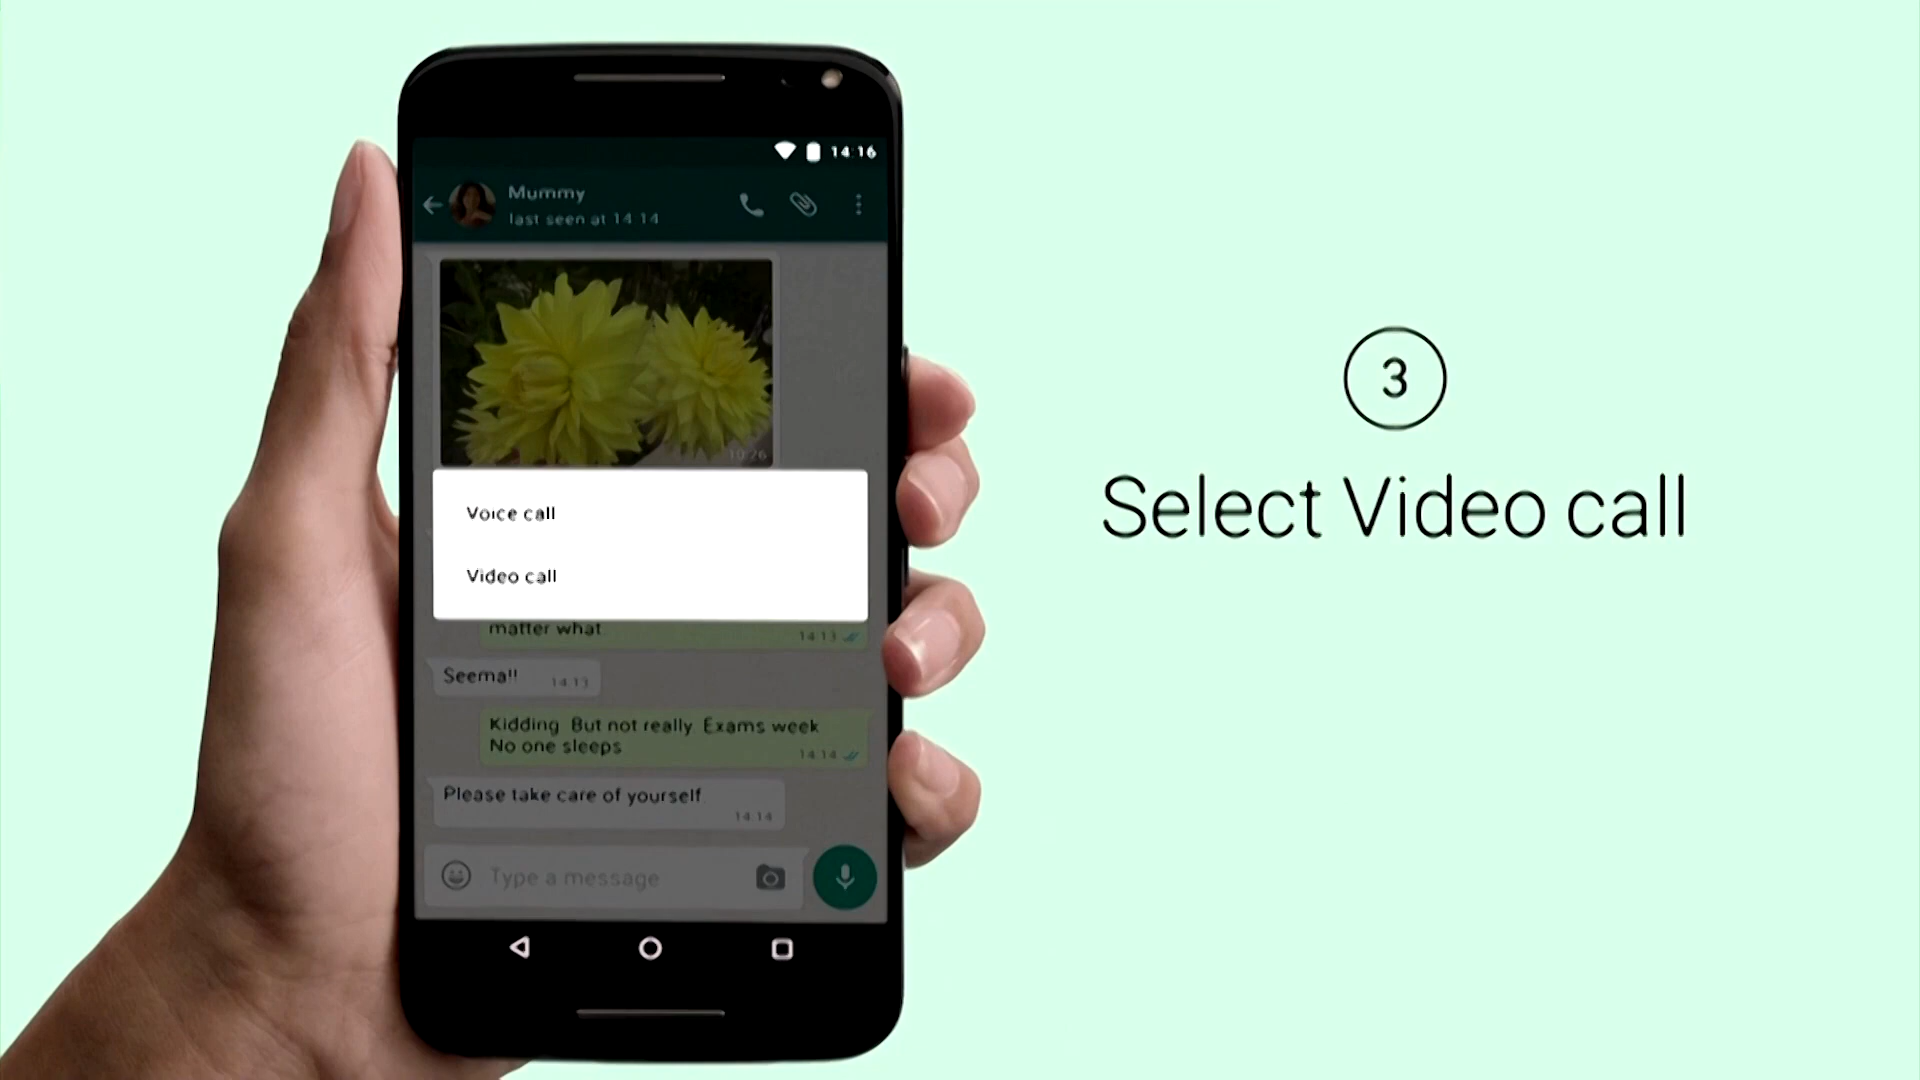 14:16
Mummy
last seen at 14:14
10:26
Voice call
Video call
matter what
14:13
Seema!!
14:13
Kidding But not really Exams week
No one sleeps
14:14
Please take care of yourself
14:14
Type a message
3
Select Video call